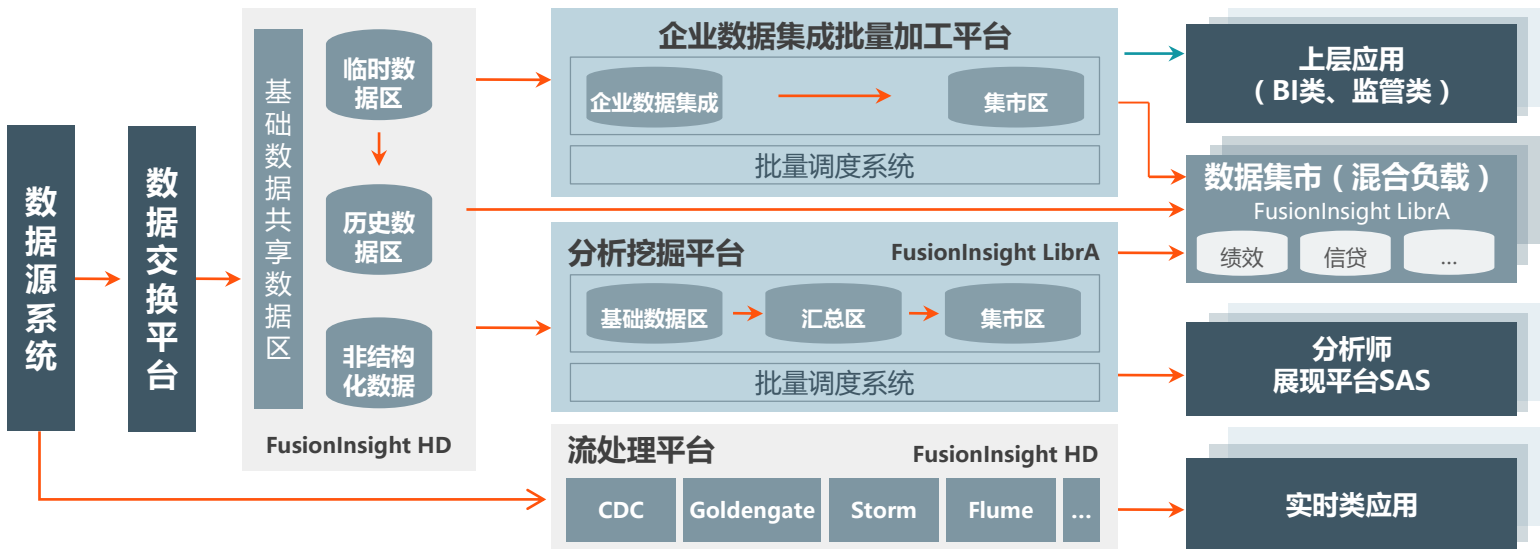 数据源系统
数据交换平台
基础数据共享数据区
临时数
据区
历史数
据区
非结构
化数据
FusionInsight HD
企业数据集成批量加工平台
企业数据集成
集市区
批量调度系统
分析挖掘平台
FusionInsight LibrA
基础数据区
汇总区
集市区
批量调度系统
流处理平台
FusionInsight HD
CDC
Goldengate
Storm
Flume
...
上层应用
（BI类、监管类）
数据集市（混合负载）
FusionInsight LibrA
绩效
信贷
...
分析师
展现平台SAS
实时类应用